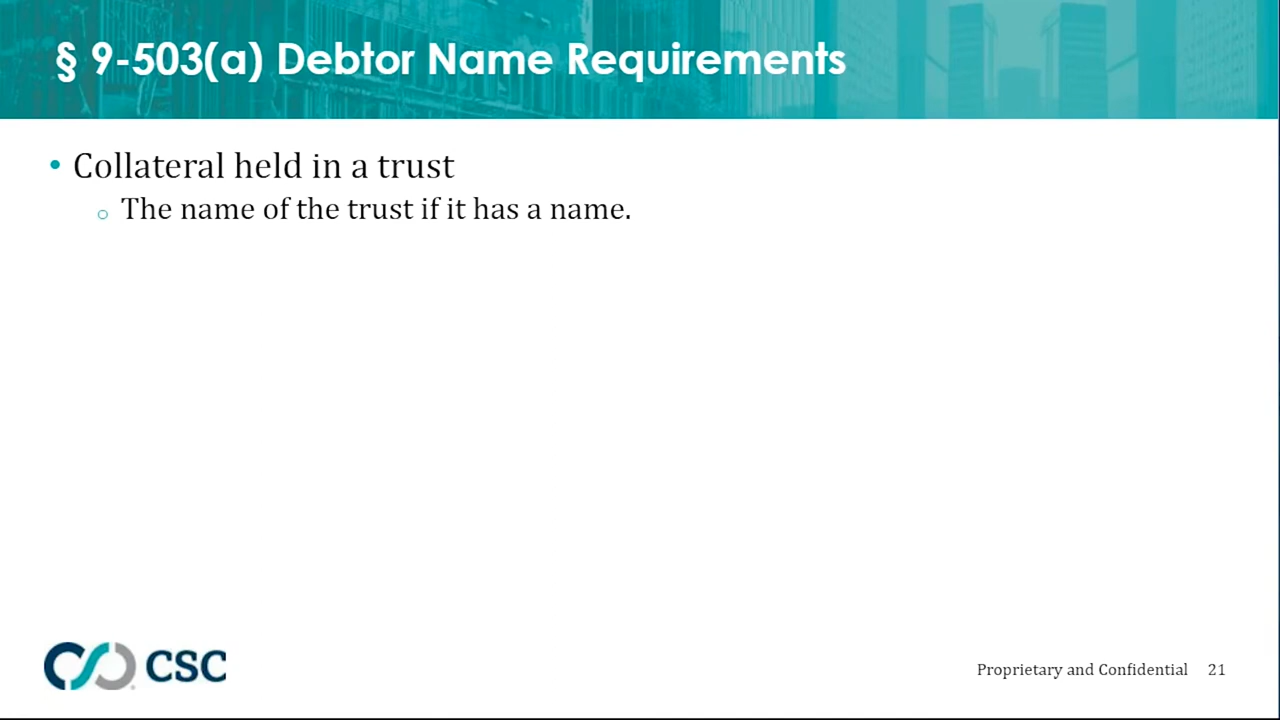 § 9-503(a) Debtor Name Requirements
• Collateral held in a trust
○ The name of the trust if it has a name.
CSC
Proprietary and Confidential 21